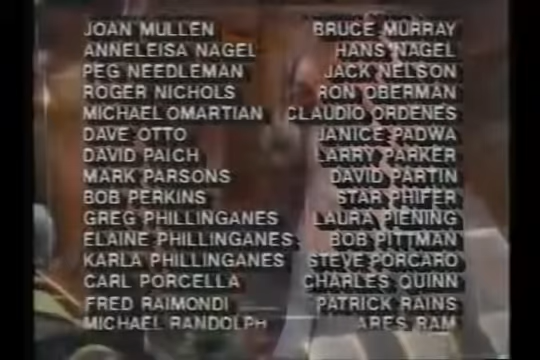 JOAN MULLEN BRUCE MURRAY
ANNELEISA NAGEL HANS NAGEL
PEG NEEDLEMAN JACK NELSON
ROGER NICHOLS RON OBERMAN
MICHAEL OMARTIAN CLAUDIO ORDENES
DAVE OTTO JANICE PADWA
DAVID PAICH LARRY PARKER
MARK PARSONS DAVID PARTIN
BOB PERKINS STAR PHIFER
GREG PHILLINGANES LAURA PIENING
ELAINE PHILLINGANES BOB PITTMAN
KARLA PHILLINGANES STEVE PORCARO
CARL PORCELLA CHARLES QUINN
FRED RAIMONDI PATRICK RAINS
MICHAEL RANDOLPH ARES RAM